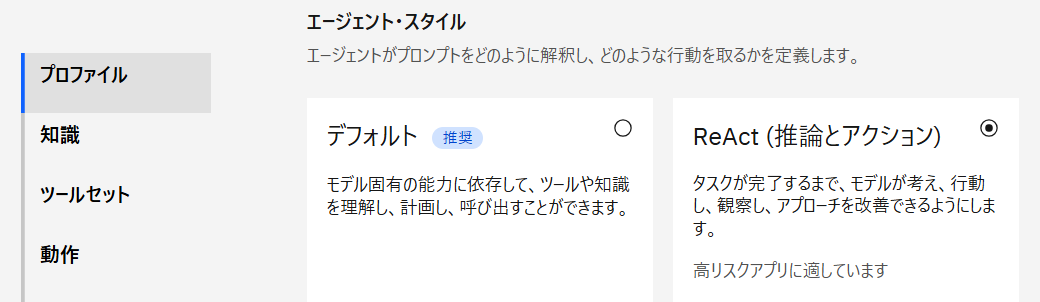 エージェント・スタイル
エージェントがプロンプトをどのように解釈し、どのような行動を取るかを定義します。
プロファイル
知識
ツールセット
動作
デフォルト 推奨
モデル固有の能力に依存して、ツールや知識
を理解し、計画し、呼び出すことができます。
ReAct (推論とアクション)
タスクが完了するまで、モデルが考え、行動
し、観察し、アプローチを改善できるようにしま
す。
高リスクアプリに適しています